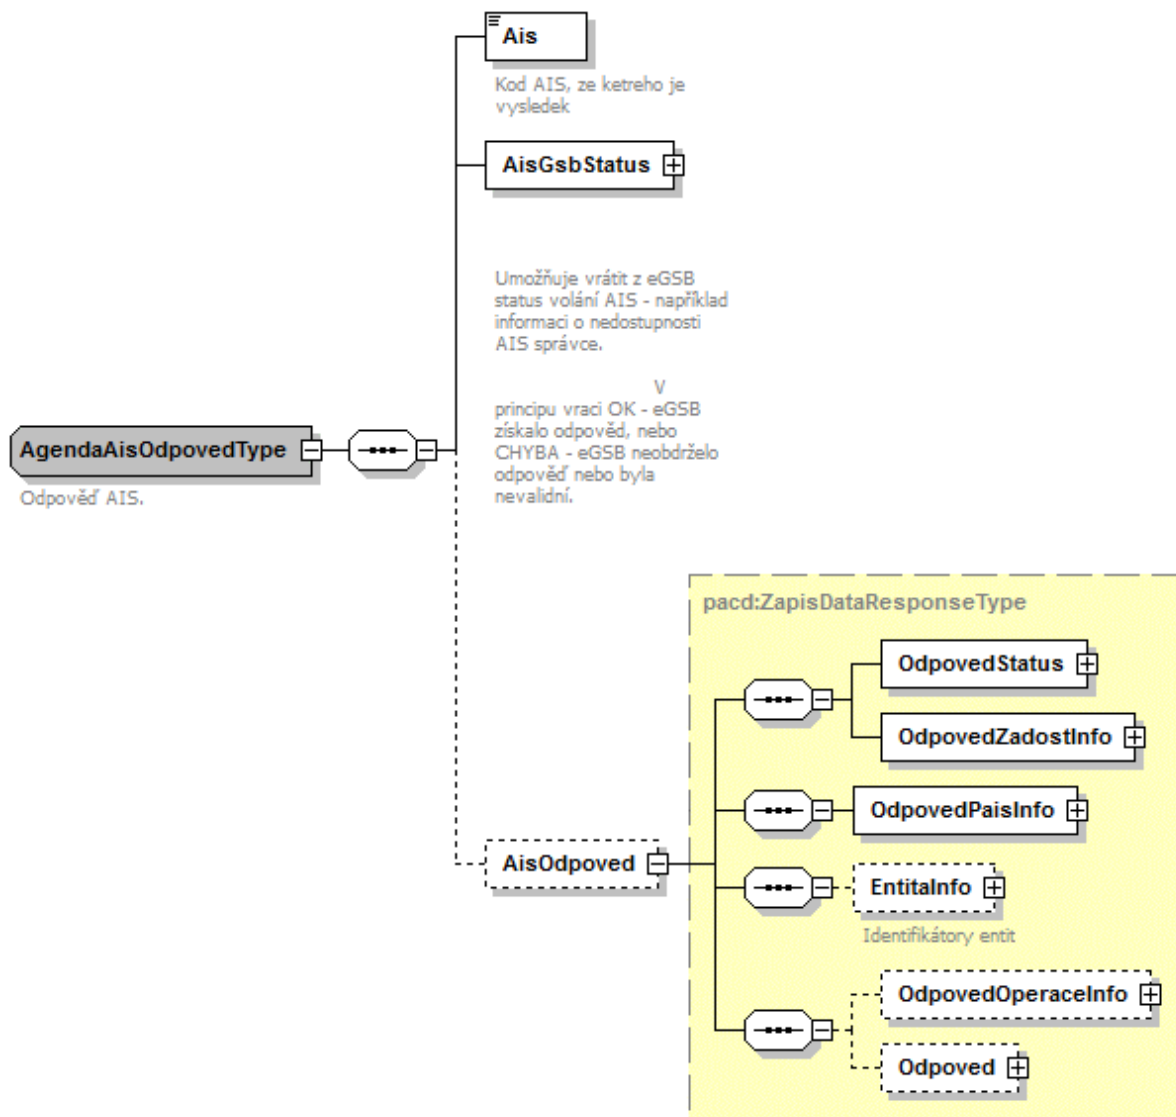 Ais
Kod AIS, ze ketreho je
vysledek
AisGsbStatus
Umožňuje vrátit z eGSB
status volání AIS - například
informaci o nedostupnosti
AIS správce.
V
principu vraci OK - eGSB
získalo odpověd, nebo
CHYBA - eGSB neobdrželo
odpověď nebo byla
nevalidní.
AgendaAisOdpovedType
Odpověď AIS.
pacd:ZapisDataResponseType
OdpovedStatus
OdpovedZadostInfo
OdpovedPaisInfo
AisOdpoved
EntitaInfo
Identifikátory entit
OdpovedOperaceInfo
Odpoved